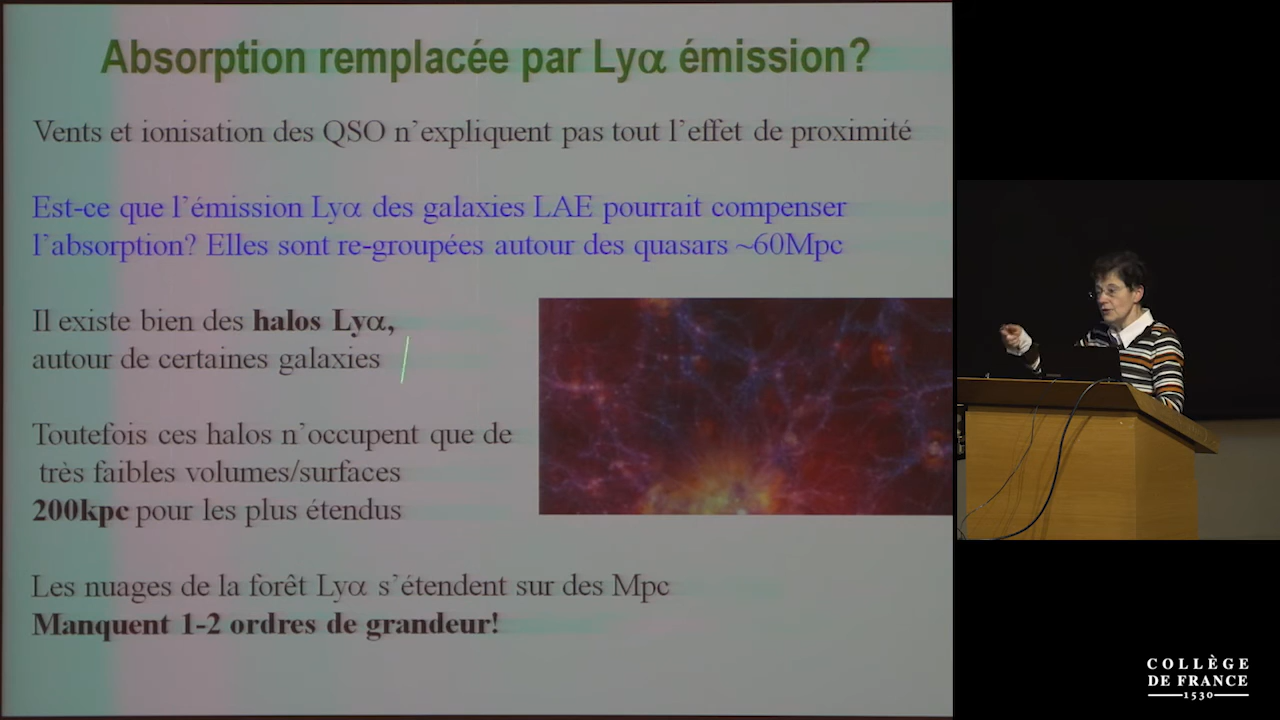 Absorption remplacée par Lyα émission?
Vents et ionisation des QSO n'expliquent pas tout l'effet de proximité
Est-ce que l'émission Lyα des galaxies LAE pourrait compenser
l'absorption? Elles sont re-groupées autour des quasars ~60Mpc
Il existe bien des halos Lyα,
autour de certaines galaxies
Toutefois ces halos n'occupent que de
très faibles volumes/surfaces
200kpc pour les plus étendus
Les nuages de la forêt Lyα s'étendent sur des Mpc
Manquent 1-2 ordres de grandeur!
COLLÈGE
DE FRANCE
1530